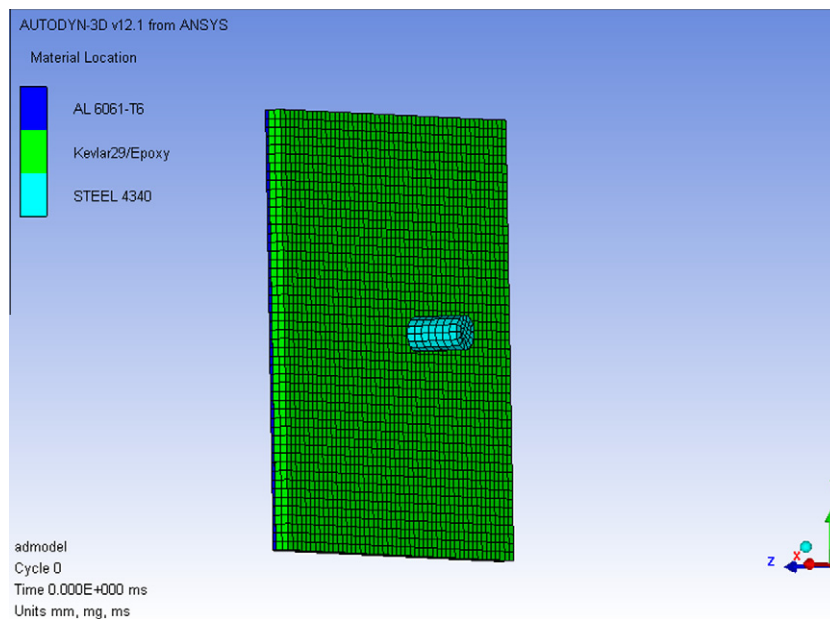 AUTODYN-3D v12.1 from ANSYS
Material Location
AL 6061-T6
Kevlar29/Epoxy
STEEL 4340
admodel
Cycle 0
Time 0.000E+000 ms
Units mm, mg, ms
Z
X